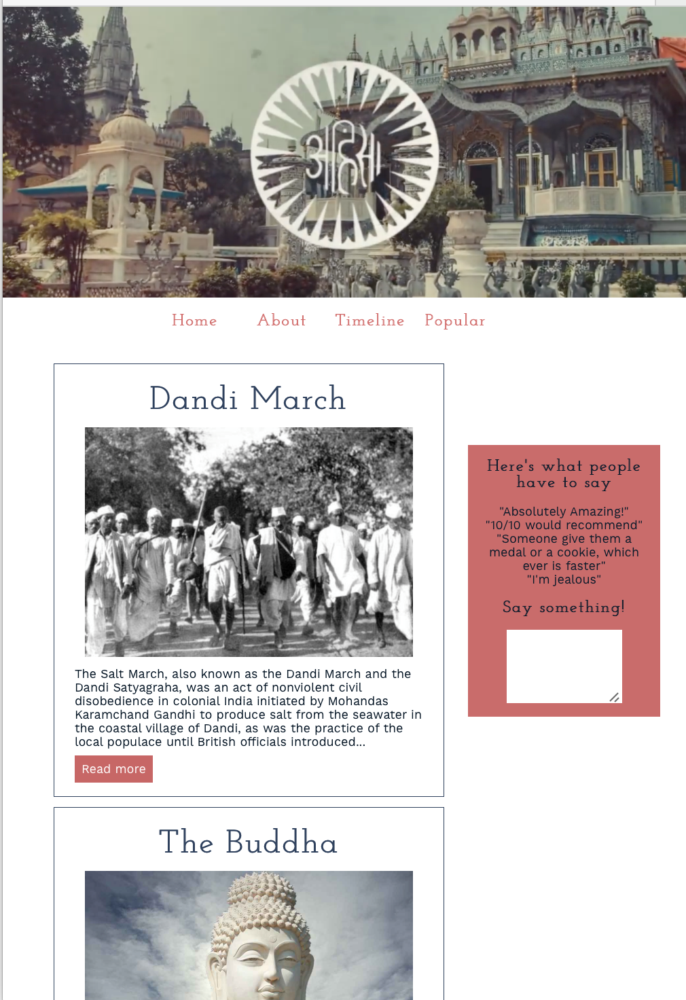 अहिंसा
Home About Timeline Popular
Dandi March
The Salt March, also known as the Dandi March and the
Dandi Satyagraha, was an act of nonviolent civil
disobedience in colonial India initiated by Mohandas
Karamchand Gandhi to produce salt from the seawater in
the coastal village of Dandi, as was the practice of the
local populace until British officials introduced...
Read more
Here's what people
have to say
"Absolutely Amazing!"
"10/10 would recommend"
"Someone give them a
medal or a cookie, which
ever is faster"
"I'm jealous"
Say something!
The Buddha